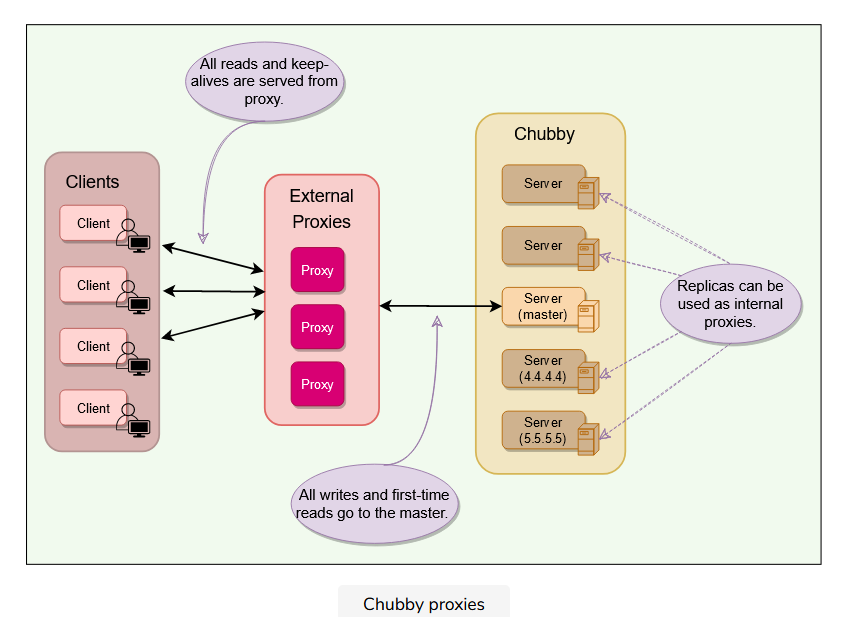 All reads and keep-
alives are served from
proxy.
Clients
Client
Client
Client
Client
External
Proxies
Proxy
Proxy
Proxy
Chubby
Server
Server
Server
(master)
Server
(4.4.4.4)
Server
(5.5.5.5)
Replicas can be
used as internal
proxies.
All writes and first-time
reads go to the master.
Chubby proxies